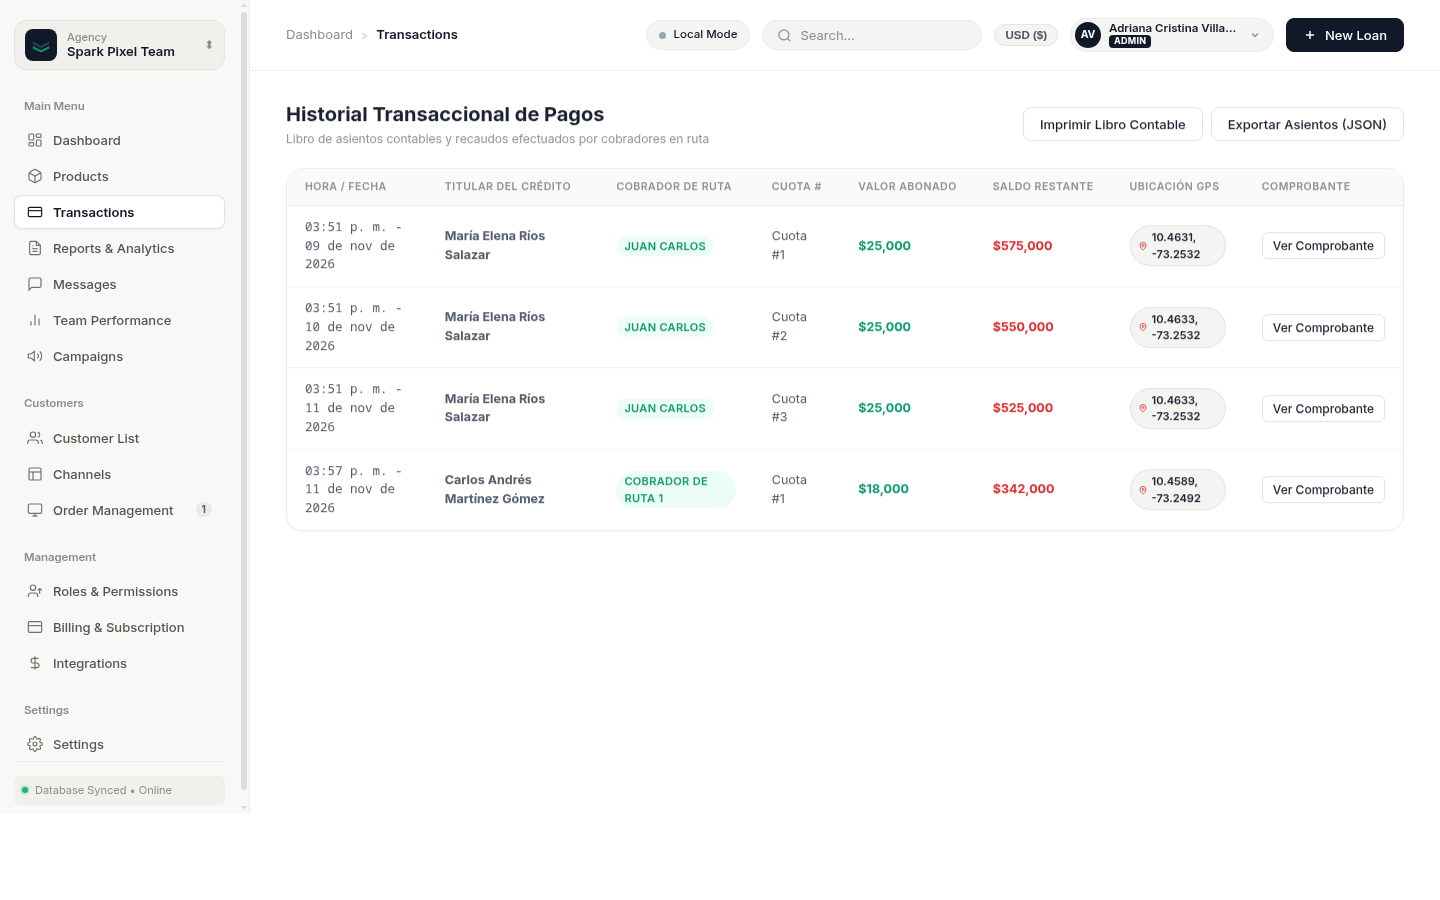 Agency
Spark Pixel Team
Main Menu
Dashboard
Products
Transactions
Reports & Analytics
Messages
Team Performance
Campaigns
Customers
Customer List
Channels
Order Management 1
Management
Roles & Permissions
Billing & Subscription
Integrations
Settings
Settings
Database Synced • Online
Dashboard > Transactions
Local Mode
Search...
USD ($)
AV
Adriana Cristina Villa...
ADMIN
+ New Loan
Historial Transaccional de Pagos
Libro de asientos contables y recaudos efectuados por cobradores en ruta
Imprimir Libro Contable
Exportar Asientos (JSON)
HORA / FECHA TITULAR DEL CRÉDITO COBRADOR DE RUTA CUOTA # VALOR ABONADO SALDO RESTANTE UBICACIÓN GPS COMPROBANTE
03:51 p. m. -
09 de nov de
2026
María Elena Ríos
Salazar
JUAN CARLOS
Cuota
#1
$25,000
$575,000
10.4631,
-73.2532
Ver Comprobante
03:51 p. m. -
10 de nov de
2026
María Elena Ríos
Salazar
JUAN CARLOS
Cuota
#2
$25,000
$550,000
10.4633,
-73.2532
Ver Comprobante
03:51 p. m. -
11 de nov de
2026
María Elena Ríos
Salazar
JUAN CARLOS
Cuota
#3
$25,000
$525,000
10.4633,
-73.2532
Ver Comprobante
03:57 p. m. -
11 de nov de
2026
Carlos Andrés
Martínez Gómez
COBRADOR DE
RUTA 1
Cuota
#1
$18,000
$342,000
10.4589,
-73.2492
Ver Comprobante